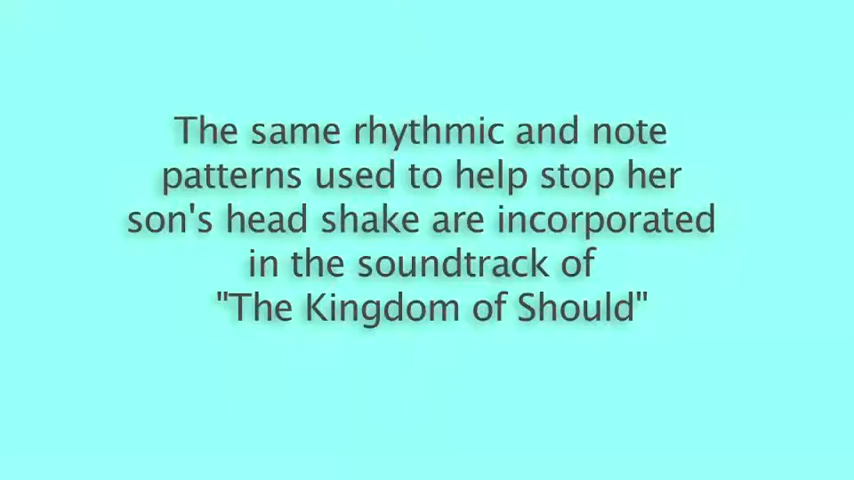 The same rhythmic and note
patterns used to help stop her
son's head shake are incorporated
in the soundtrack of
"The Kingdom of Should"